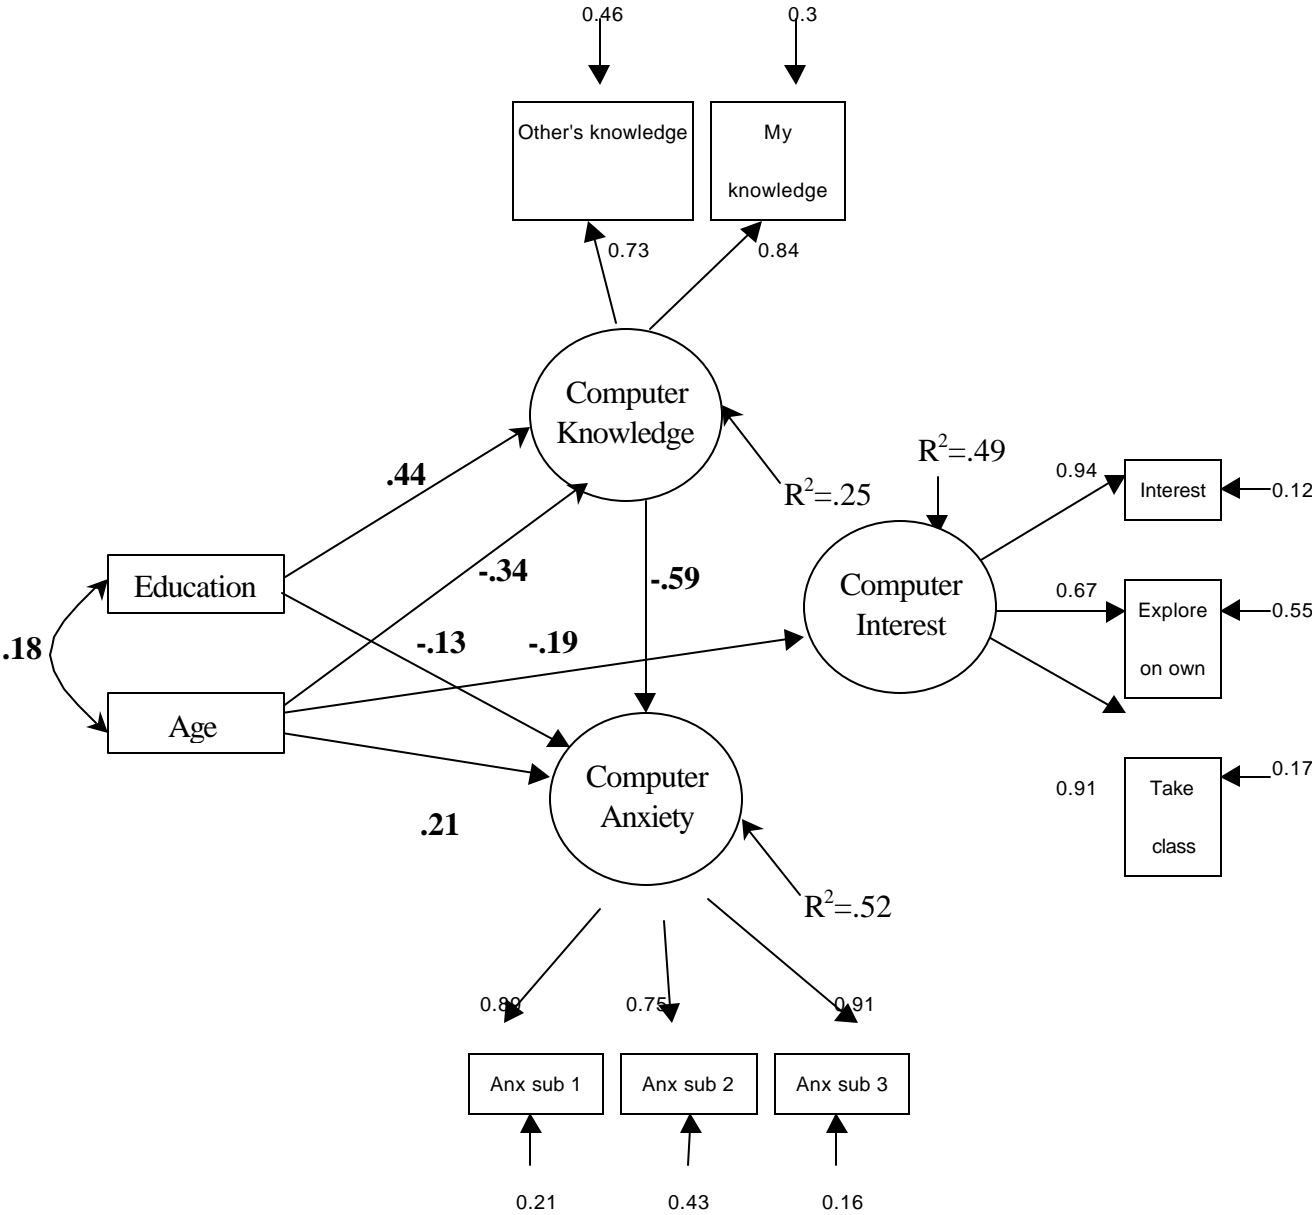 0.46
0.3
Other's knowledge
My
knowledge
0.73
0.84
Computer
Knowledge
R²=.25
R²=.49
.44
-.34
-.59
Education
.18
Age
-.13
-.19
.21
Computer
Interest
0.94
Interest
0.12
0.67
Explore
on own
0.55
0.91
Take
class
0.17
Computer
Anxiety
R²=.52
0.89
0.75
0.91
Anx sub 1
Anx sub 2
Anx sub 3
0.21
0.43
0.16